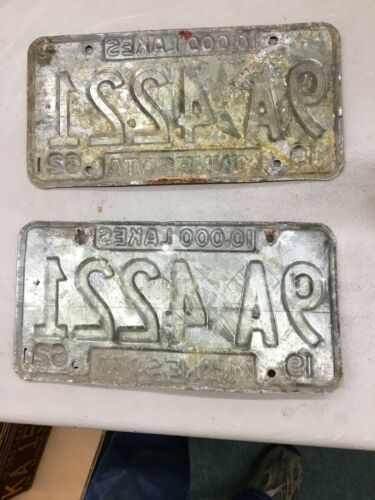 10,000 LAKES
9A 4221
19 MINNESOTA 62
10,000 LAKES
9A 4221
19 MINNESOTA 62